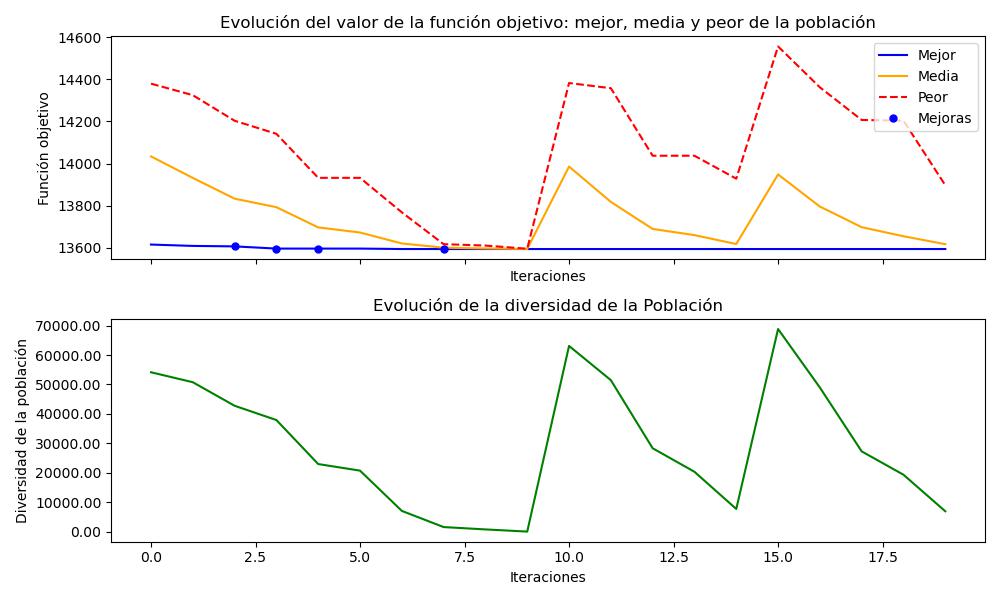 Evolución del valor de la función objetivo: mejor, media y peor de la población
Función objetivo
14600
14400
14200
14000
13800
13600
Mejor
Media
Peor
Mejoras
Iteraciones
Evolución de la diversidad de la Población
Diversidad de la población
70000.00
60000.00
50000.00
40000.00
30000.00
20000.00
10000.00
0.00
0.0 2.5 5.0 7.5 10.0 12.5 15.0 17.5
Iteraciones